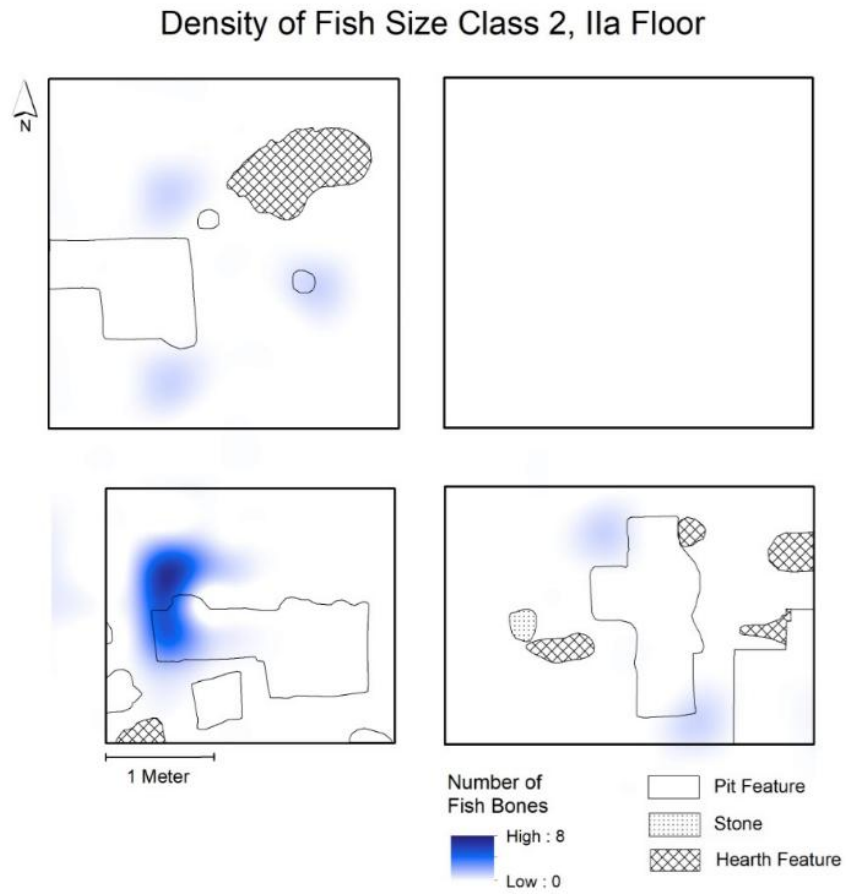 Density of Fish Size Class 2, IIa Floor
N
1 Meter
Number of
Fish Bones
High : 8
Low : 0
Pit Feature
Stone
Hearth Feature